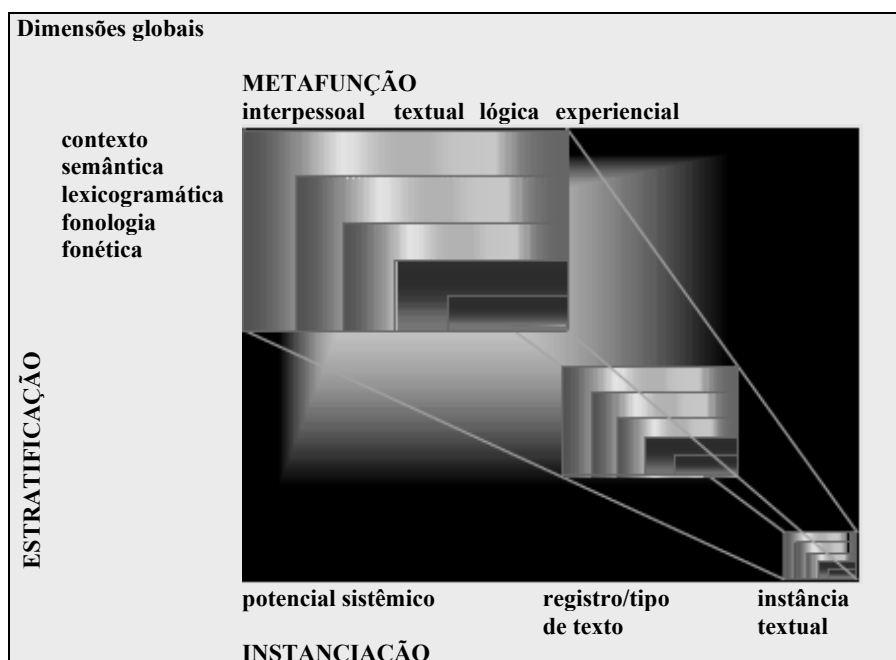 Dimensões globais
METAFUNÇÃO
interpessoal textual lógica experiencial
contexto
semântica
lexicogramática
fonologia
fonética
ESTRATIFICAÇÃO
potencial sistêmico registro/tipo instância
de texto textual
INSTANCIAÇÃO